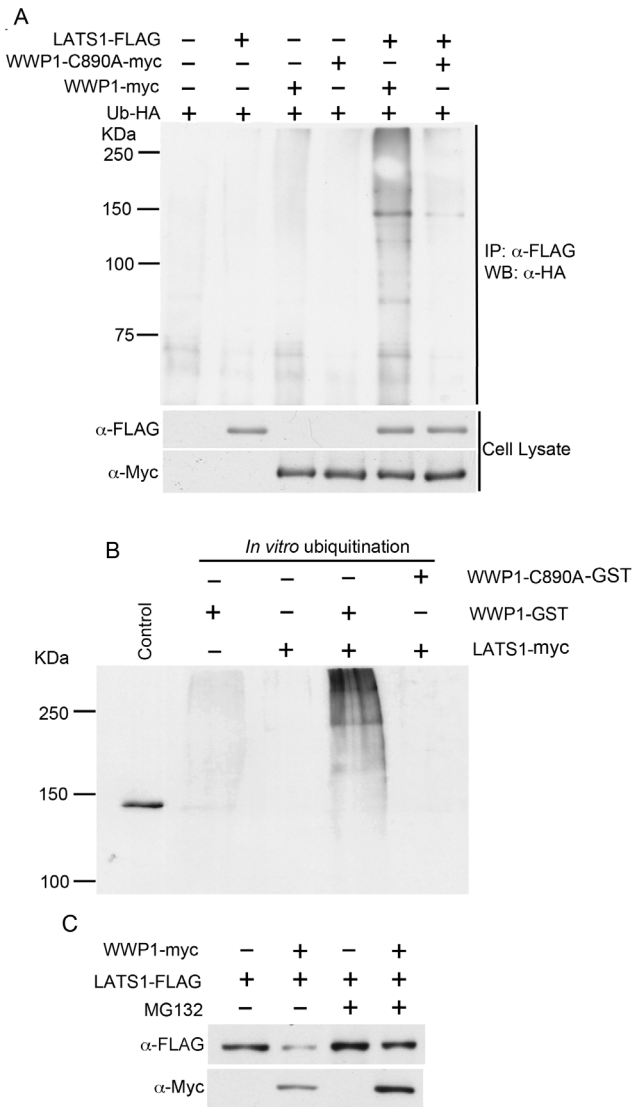 A
LATS1-FLAG − + − − + +
WWP1-C890A-myc − − − + − +
WWP1-myc − − + − + −
Ub-HA + + + + + +
KDa
250
150
100
75
IP: α-FLAG
WB: α-HA
α-FLAG
α-Myc
Cell Lysate
B
In vitro ubiquitination
− − − + WWP1-C890A-GST
+ − + − WWP1-GST
− + + + LATS1-myc
Control
KDa
250
150
100
C
WWP1-myc − + − +
LATS1-FLAG + + + +
MG132 − − + +
α-FLAG
α-Myc